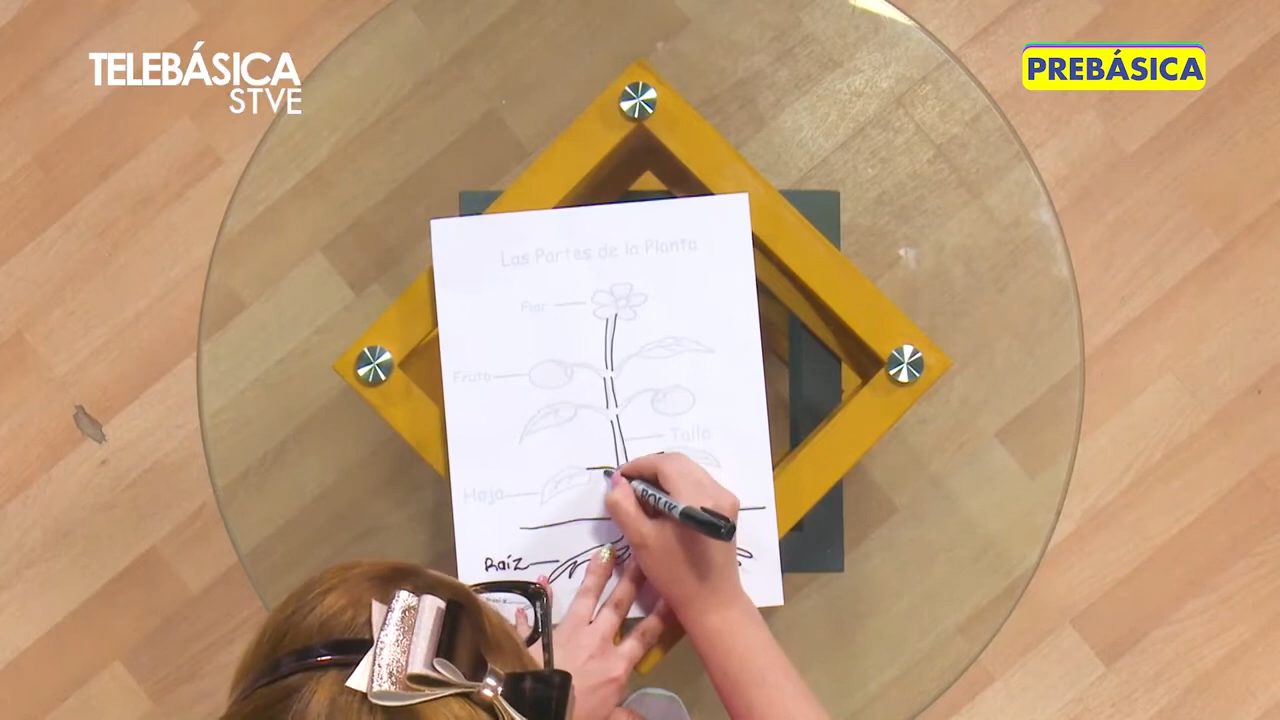 TELEBÁSICA
STVE
PREBÁSICA
Las Partes de la Planta
Flor
Fruto
Tallo
Hoja
Raíz